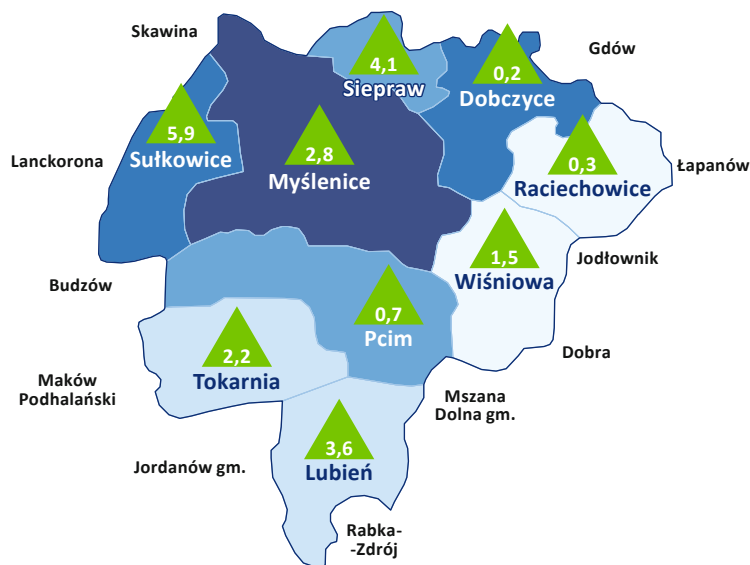 Skawina
4,1
Siepraw
Gdów
0,2
Dobczyce
5,9
Sułkowice
2,8
Myślenice
0,3
Raciechowice
Lanckorona
Łapanów
1,5
Wiśniowa
Jodłownik
Budzów
0,7
Pcim
2,2
Tokarnia
Dobra
Maków
Podhalański
Mszana
Dolna gm.
3,6
Lubień
Jordanów gm.
Rabka-
-Zdrój